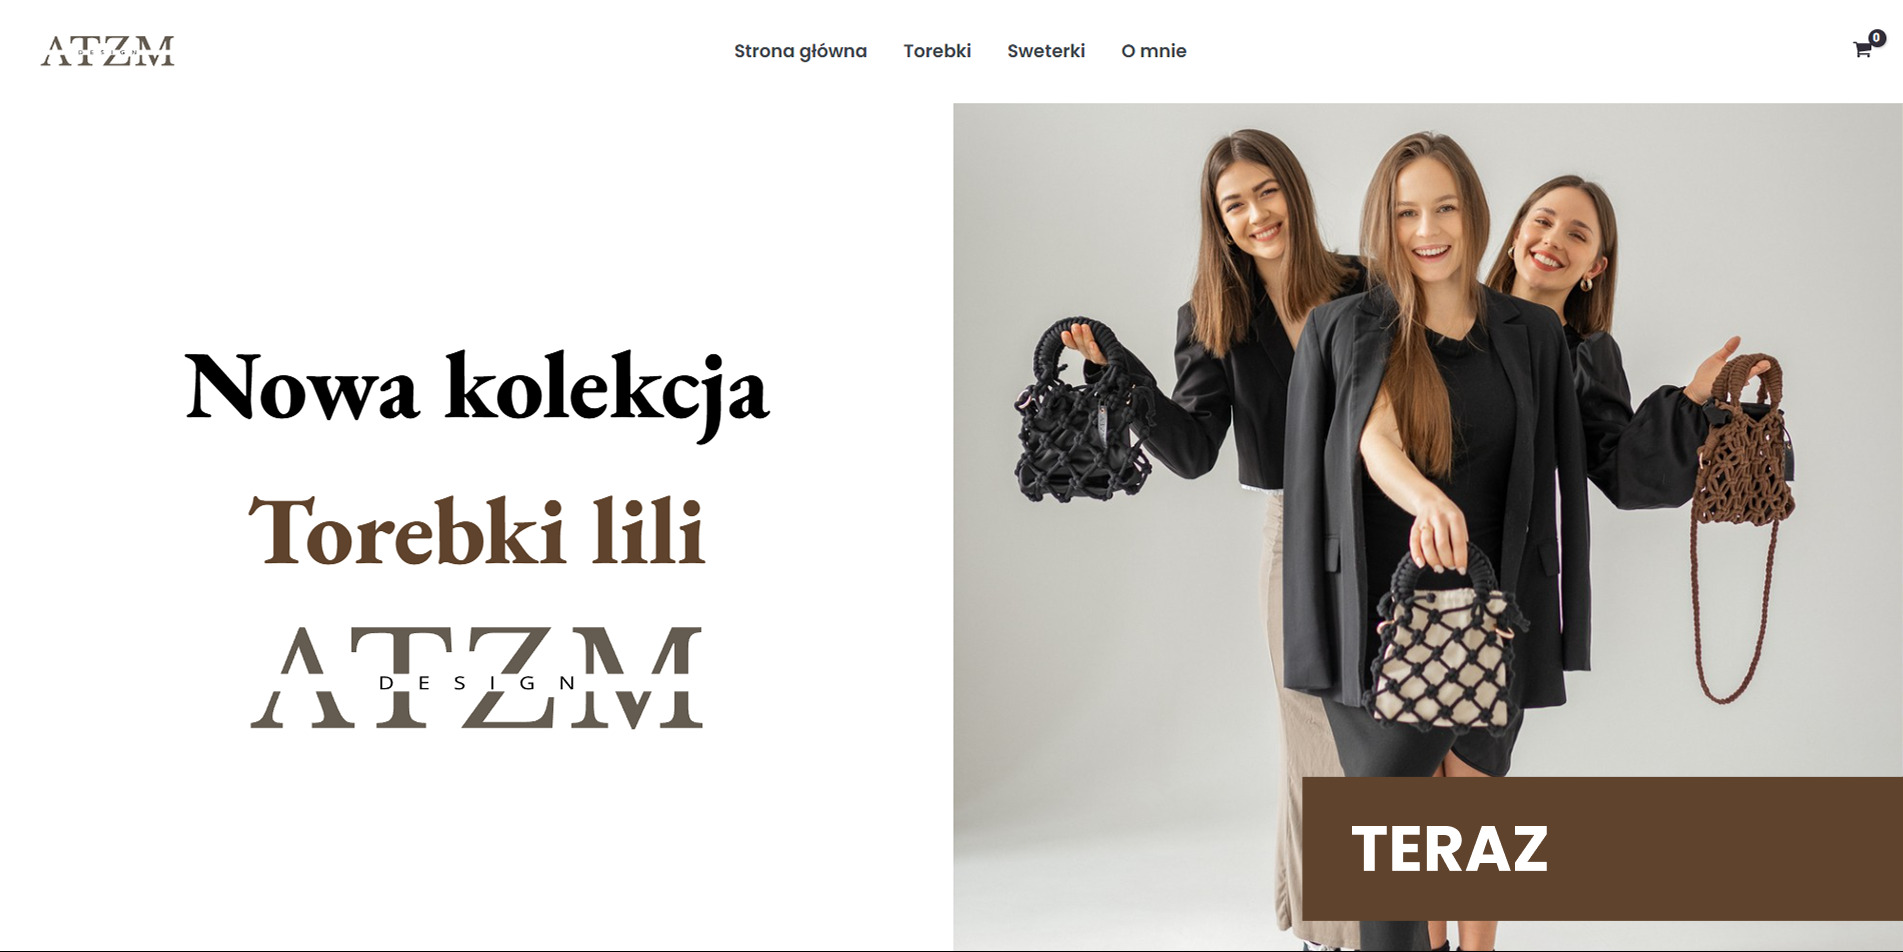 ATZM
DESIGN
Strona główna Torebki Sweterki O mnie
0
Nowa kolekcja
Torebki lili
ATZM
DESIGN
TERAZ